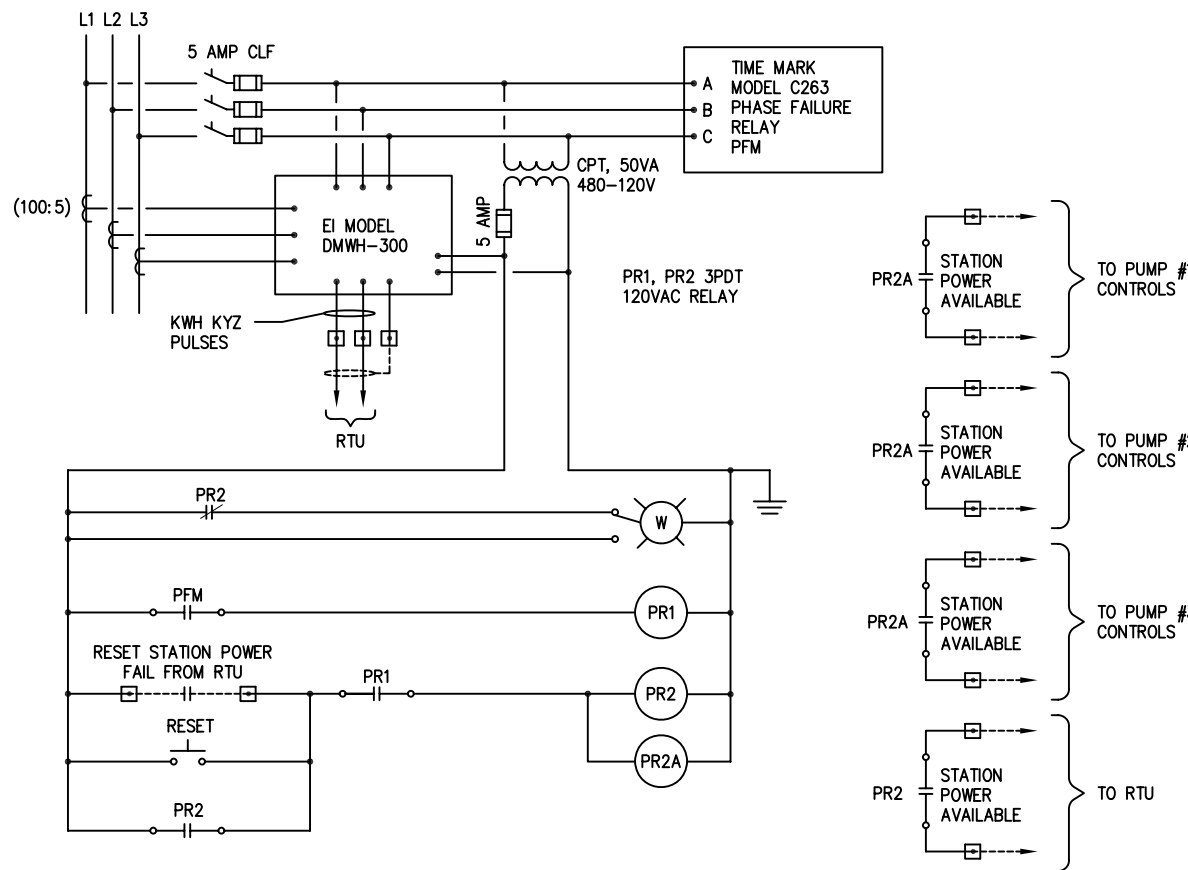 L1 L2 L3
5 AMP CLF
A
B
C
TIME MARK
MODEL C263
PHASE FAILURE
RELAY
PFM
CPT, 50VA
480-120V
(100:5)
EI MODEL
DMWH-300
5 AMP
PR1, PR2 3PDT
120VAC RELAY
KWH KYZ
PULSES
RTU
PR2
W
PFM
PR1
RESET STATION POWER
FAIL FROM RTU
PR1
PR2
RESET
PR2A
PR2
PR2A
STATION
POWER
AVAILABLE
TO PUMP
CONTROLS
PR2A
STATION
POWER
AVAILABLE
TO PUMP
CONTROLS
PR2A
STATION
POWER
AVAILABLE
TO PUMP
CONTROLS
PR2
STATION
POWER
AVAILABLE
TO RTU